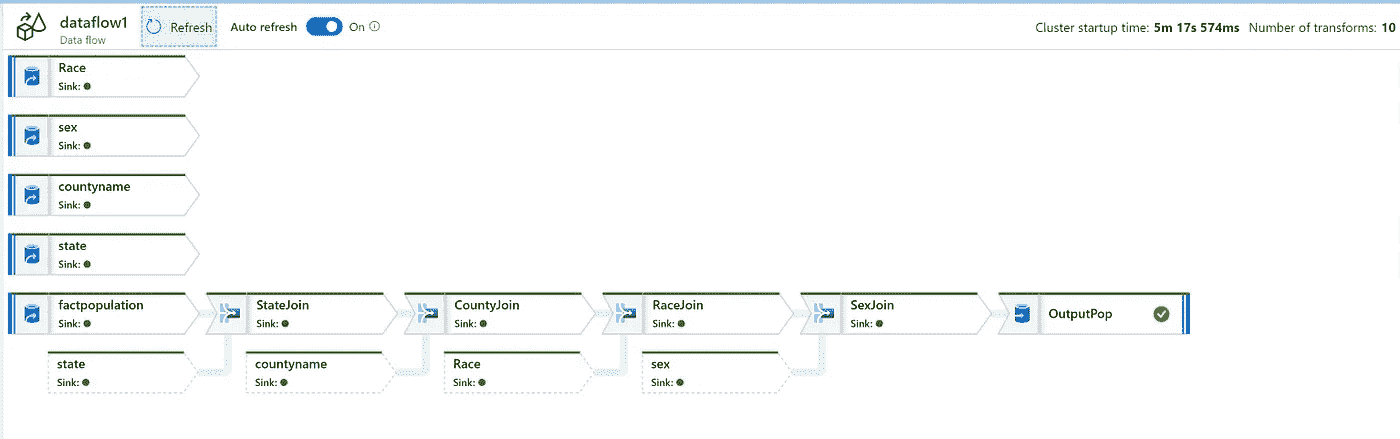 dataflow1
Data flow
Refresh
Auto refresh
On
Cluster startup time: 5m 17s 574ms Number of transforms: 10
Race
Sink:
sex
Sink:
countyname
Sink:
state
Sink:
factpopulation
Sink:
StateJoin
Sink:
CountyJoin
Sink:
RaceJoin
Sink:
SexJoin
Sink:
OutputPop
state
Sink:
countyname
Sink:
Race
Sink:
sex
Sink: